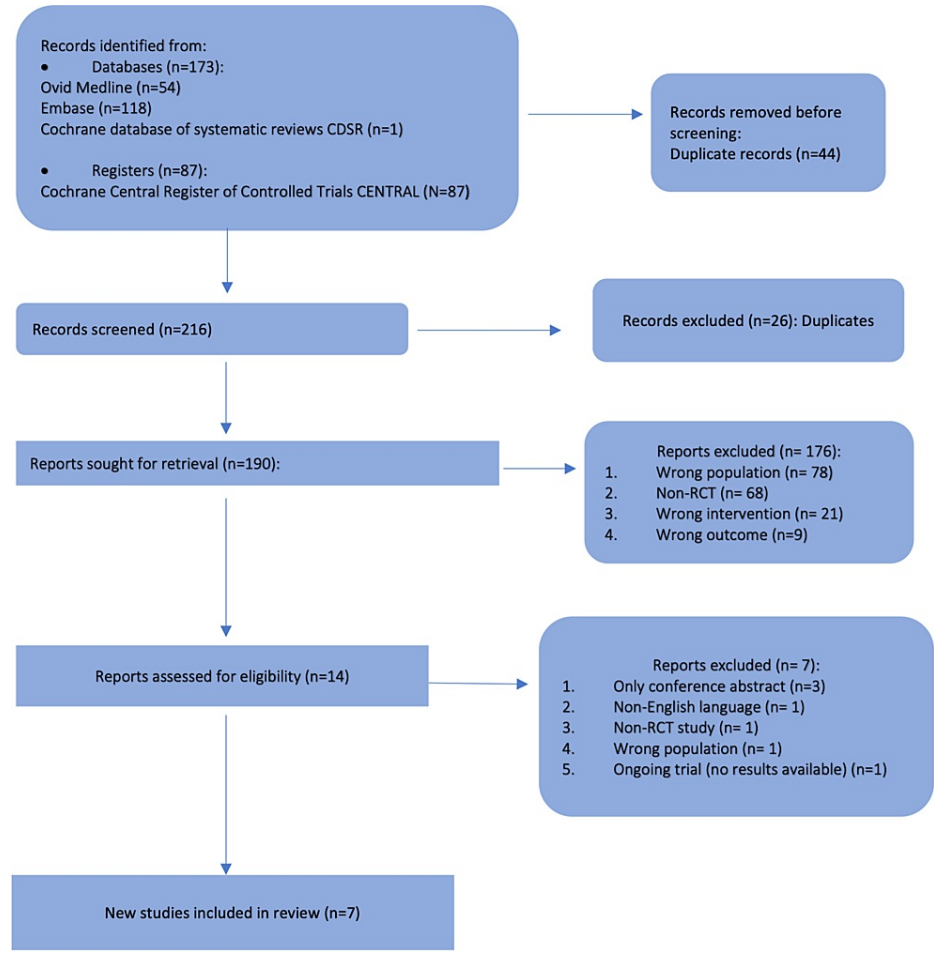 Records identified from:
• Databases (n=173):
Ovid Medline (n=54)
Embase (n=118)
Cochrane database of systematic reviews CDSR (n=1)
• Registers (n=87):
Cochrane Central Register of Controlled Trials CENTRAL (N=87)
Records removed before
screening:
Duplicate records (n=44)
Records screened (n=216)
Records excluded (n=26): Duplicates
Reports sought for retrieval (n=190):
Reports excluded (n= 176):
1. Wrong population (n= 78)
2. Non-RCT (n= 68)
3. Wrong intervention (n= 21)
4. Wrong outcome (n=9)
Reports assessed for eligibility (n=14)
Reports excluded (n= 7):
1. Only conference abstract (n=3)
2. Non-English language (n= 1)
3. Non-RCT study (n= 1)
4. Wrong population (n= 1)
5. Ongoing trial (no results available) (n=1)
New studies included in review (n=7)